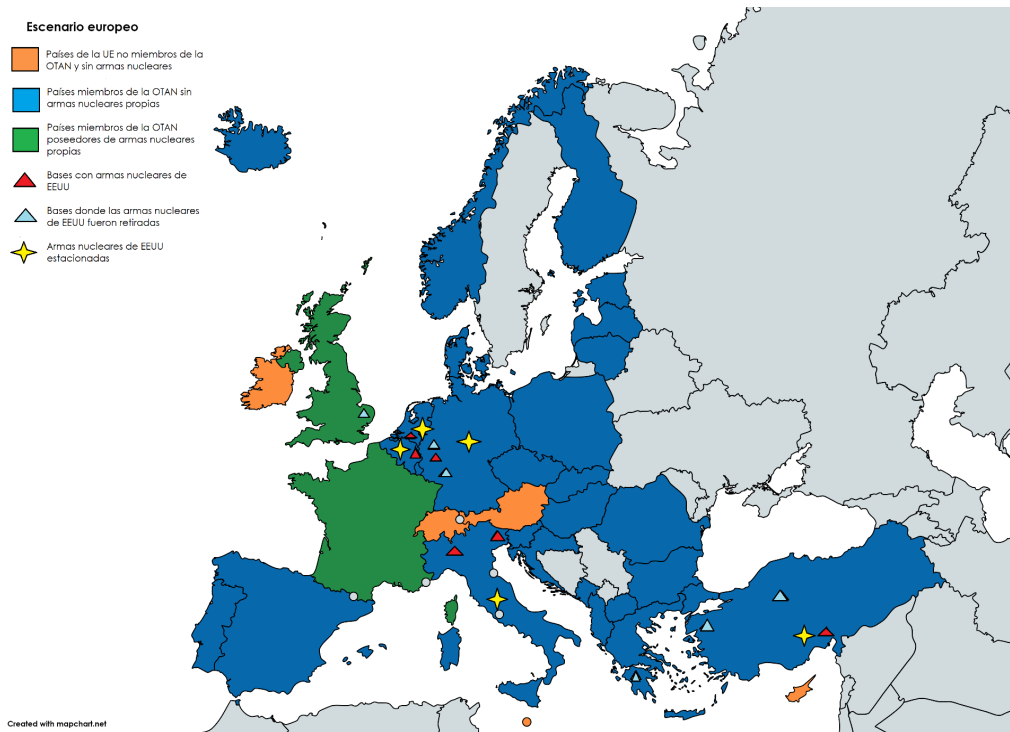 Escenario europeo
Países de la UE no miembros de la
OTAN y sin armas nucleares
Países miembros de la OTAN sin
armas nucleares propias
Países miembros de la OTAN
poseedores de armas nucleares
propias
Bases con armas nucleares de
EEUU
Bases donde las armas nucleares
de EEUU fueron retiradas
Armas nucleares de EEUU
estacionadas
Created with mapchart.net